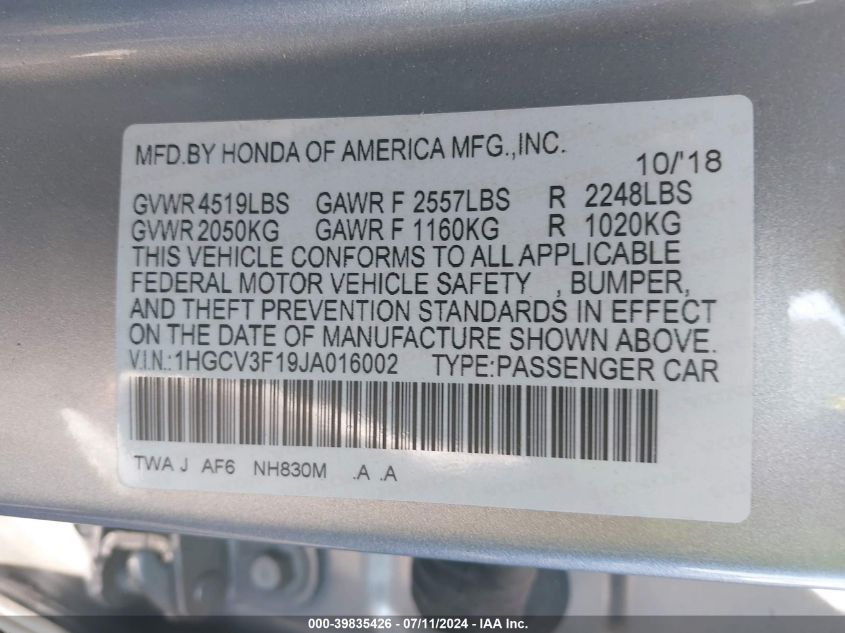 MFD.BY HONDA OF AMERICA MFG.,INC.
10/'18
GVWR 4519LBS GAWR F 2557LBS R 2248LBS
GVWR 2050KG GAWR F 1160KG R 1020KG
THIS VEHICLE CONFORMS TO ALL APPLICABLE
FEDERAL MOTOR VEHICLE SAFETY , BUMPER,
AND THEFT PREVENTION STANDARDS IN EFFECT
ON THE DATE OF MANUFACTURE SHOWN ABOVE.
V.I.N.:1HGCV3F19JA016002 TYPE:PASSENGER CAR
TWA J AF6 NH830M .A .A
000-39835426 - 07/11/2024 - IAA Inc.